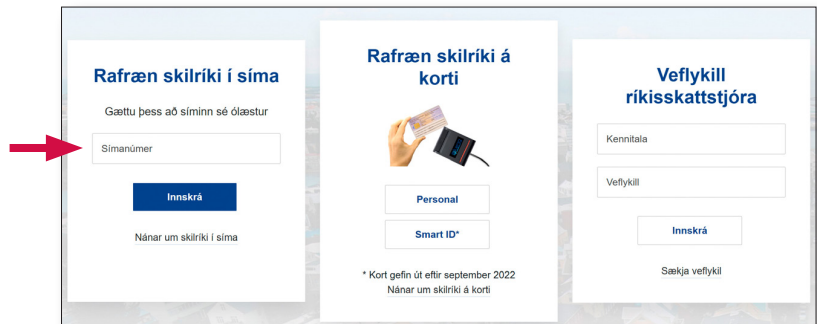 Rafræn skilríki í síma
Gættu þess að síminn sé ólæstur
Símanúmer
Innskrá
Nánar um skilríki í síma
Rafræn skilríki á
korti
Personal
Smart ID*
* Kort gefin út eftir september 2022
Nánar um skilríki á korti
Veflykill
ríkisskattstjóra
Kennitala
Veflykill
Innskrá
Sækja veflykil